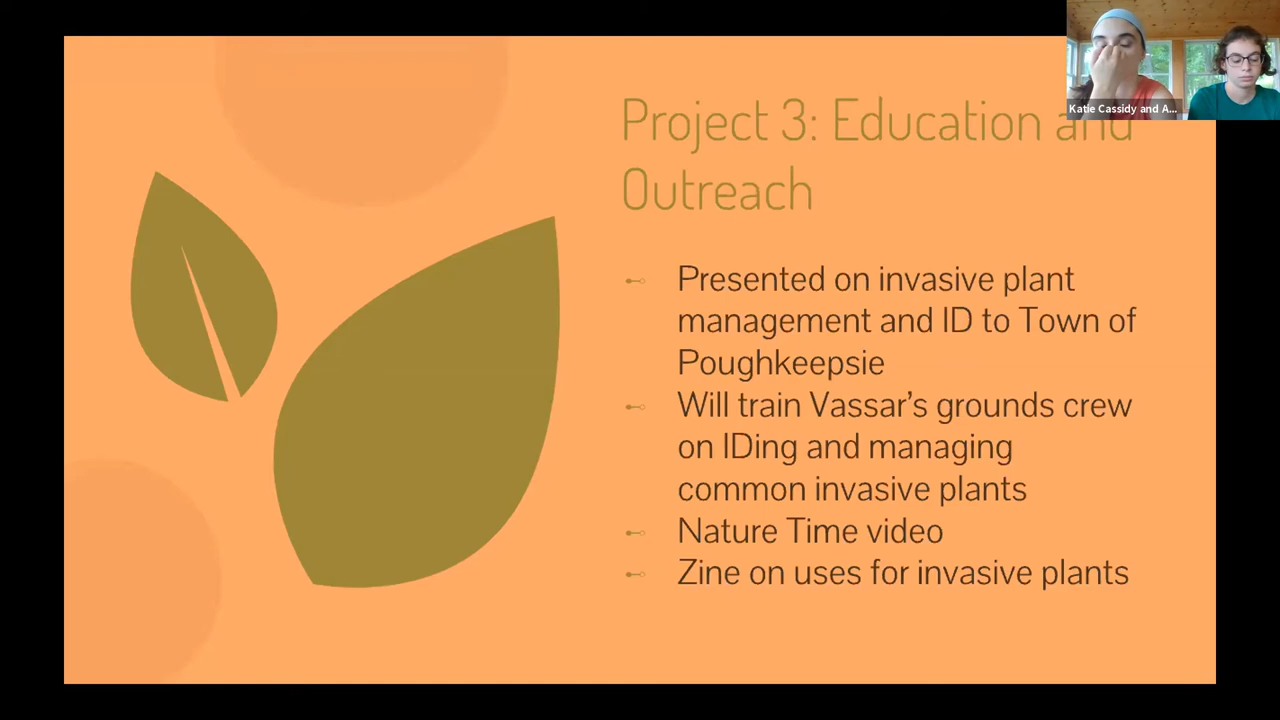 Katie Cassidy and A...
Project 3: Education and
Outreach
Presented on invasive plant
management and ID to Town of
Poughkeepsie
Will train Vassar's grounds crew
on IDing and managing
common invasive plants
Nature Time video
Zine on uses for invasive plants